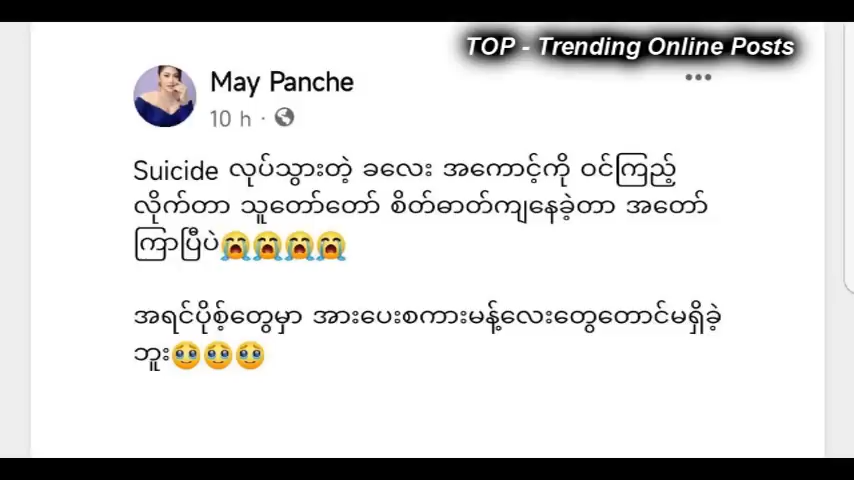 TOP - Trending Online Posts
May Panche
10 h ·
Suicide လုပ်သွားတဲ့ ခလေး အကောင့်ကို ဝင်ကြည့်
လိုက်တာ သူတော်တော် စိတ်ဓာတ်ကျနေခဲ့တာ အတော်
ကြာပြီပဲ😭😭😭😭
အရင်ပိုစ့်တွေမှာ အားပေးစကားမန့်လေးတွေတောင်မရှိခဲ့
ဘူး🥹🥹🥹